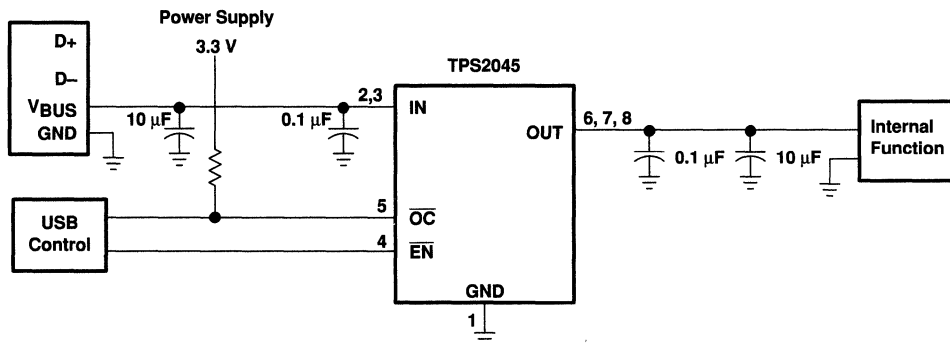 Power Supply
3.3 V
D+
D–
VBUS
GND
10 μF
0.1 μF
TPS2045
2,3
IN
OUT
6, 7, 8
0.1 μF
10 μF
Internal
Function
USB
Control
5
OC
4
EN
GND
1